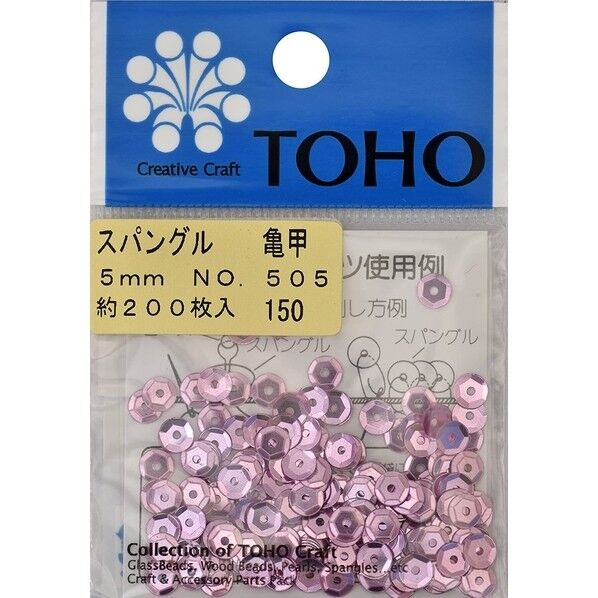 Creative Craft
TOHO
スパングル 亀甲
5mm NO. 505
約200枚入 150
ツ使用例
し方例
スパングル
スパングル
Collection of TOHO Craft
GlassBeads, Wood Beads, Pearls, Spangles...etc
Craft & Accessory Parts Pack